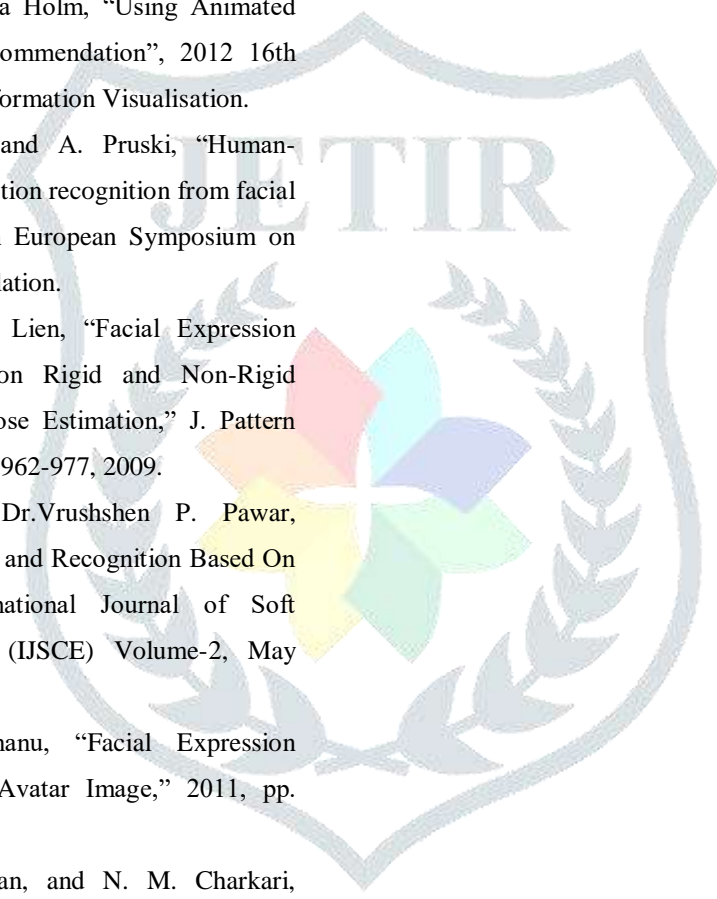 a Holm, “Using Animated
ommendation”, 2012 16th
formation Visualisation.
and A. Pruski, “Human-
tion recognition from facial
European Symposium on
lation.
Lien, “Facial Expression
on Rigid and Non-Rigid
ose Estimation,” J. Pattern
962-977, 2009.
Dr.Vrushshen P. Pawar,
and Recognition Based On
national Journal of Soft
(IJSCE) Volume-2, May
nanu, “Facial Expression
Avatar Image,” 2011, pp.
an, and N. M. Charkari,
JETIR